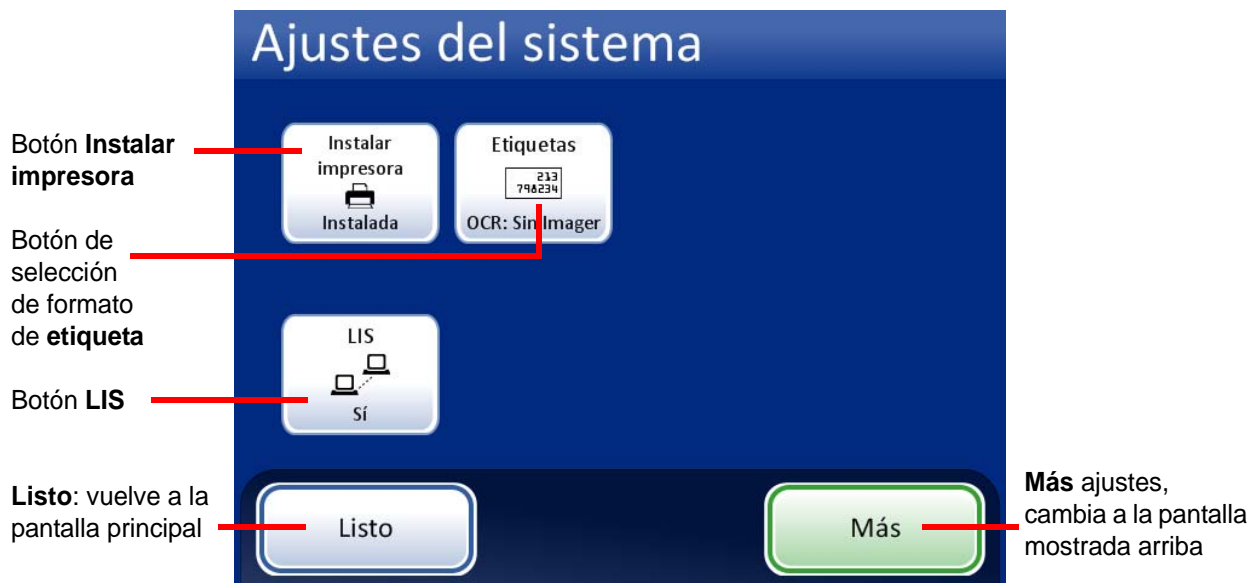 Ajustes del sistema
Botón Instalar
impresora
Instalar
impresora
Instalada
Etiquetas
213
798234
OCR: Sin Imager
Botón de
selección
de formato
de etiqueta
LIS
Sí
Botón LIS
Listo: vuelve a la
pantalla principal
Listo
Más
Más ajustes,
cambia a la pantalla
mostrada arriba